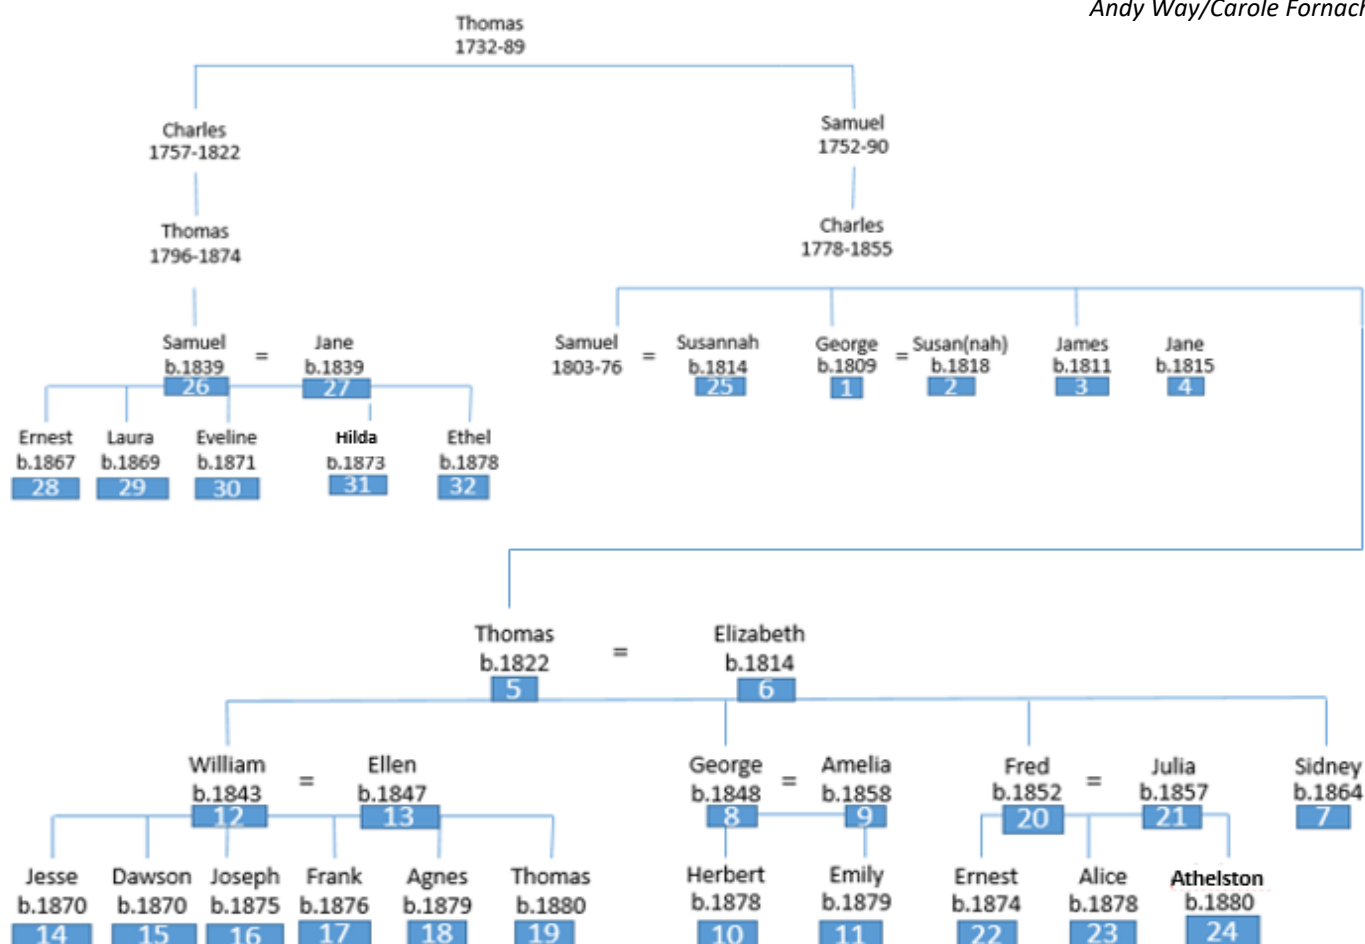 Andy Way/Carole Fornach
Thomas
1732-89
Charles
1757-1822
Samuel
1752-90
Thomas
1796-1874
Charles
1778-1855
Samuel
b.1839
26
=
Jane
b.1839
27
Samuel
1803-76
=
Susannah
b.1814
25
George
b.1809
1
=
Susan(nah)
b.1818
2
James
b.1811
3
Jane
b.1815
4
Ernest
b.1867
28
Laura
b.1869
29
Eveline
b.1871
30
Hilda
b.1873
31
Ethel
b.1878
32
Thomas
b.1822
5
=
Elizabeth
b.1814
6
William
b.1843
12
=
Ellen
b.1847
13
George
b.1848
8
=
Amelia
b.1858
9
Fred
b.1852
20
=
Julia
b.1857
21
Sidney
b.1864
7
Jesse
b.1870
14
Dawson
b.1870
15
Joseph
b.1875
16
Frank
b.1876
17
Agnes
b.1879
18
Thomas
b.1880
19
Herbert
b.1878
10
Emily
b.1879
11
Ernest
b.1874
22
Alice
b.1878
23
Athelston
b.1880
24